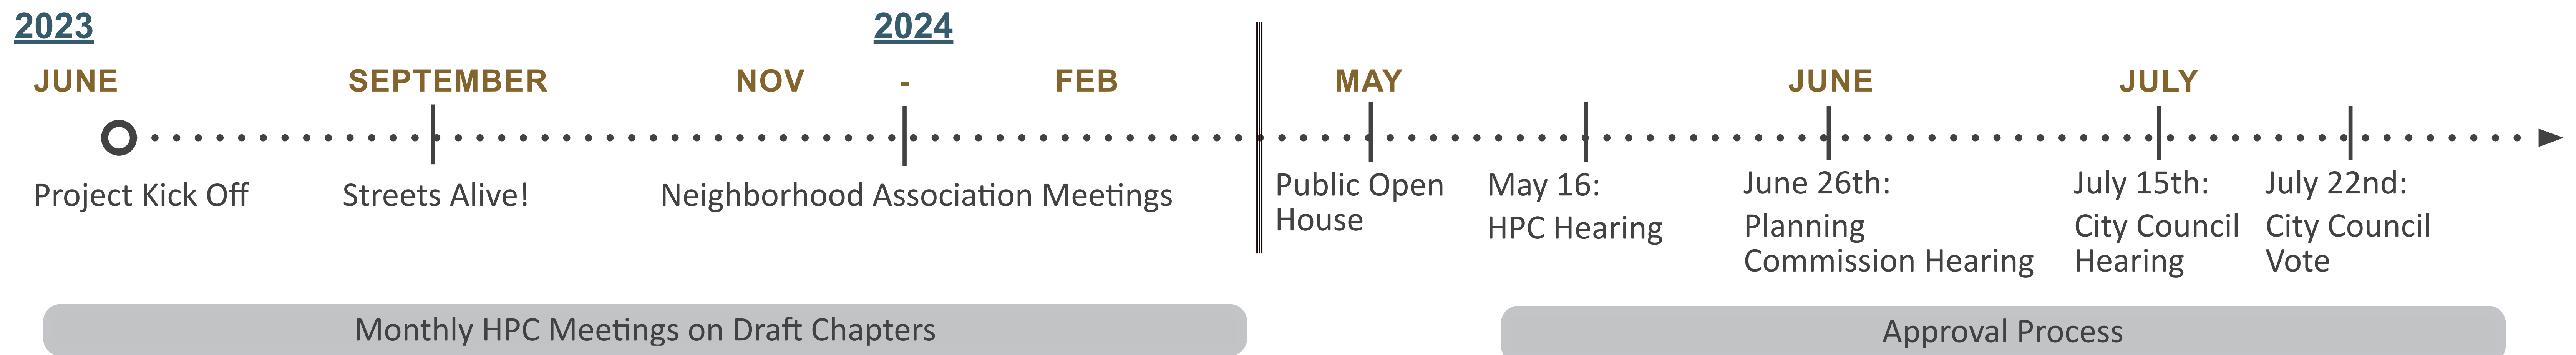 2023
2024
JUNE
SEPTEMBER
NOV - FEB
MAY
JUNE
JULY
Project Kick Off
Streets Alive!
Neighborhood Association Meetings
Public Open
House
May 16:
HPC Hearing
June 26th:
Planning
Commission Hearing
July 15th:
City Council
Hearing
July 22nd:
City Council
Vote
Monthly HPC Meetings on Draft Chapters
Approval Process